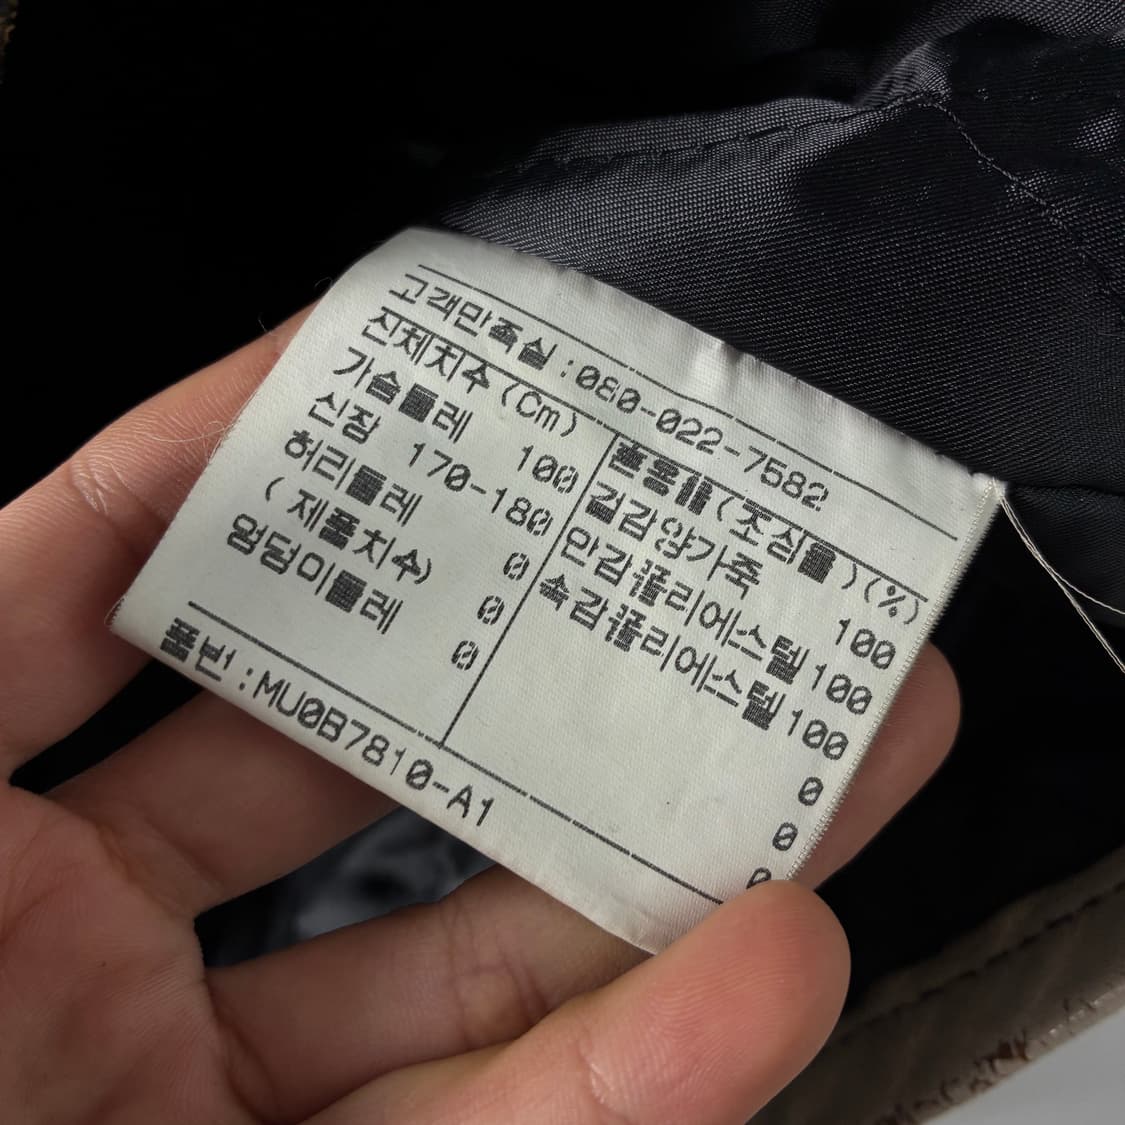 고객만족실 :080-022-7582
신체치수(Cm)
가슴둘레 100
신장 170-180
허리둘레 0
(제품치수) 0
엉덩이둘레 0
혼용율(조성물)(%)
겉감양가죽 100
안감폴리에스텔 100
속감폴리에스텔 100
0
0
품번:MU0B7810-A1